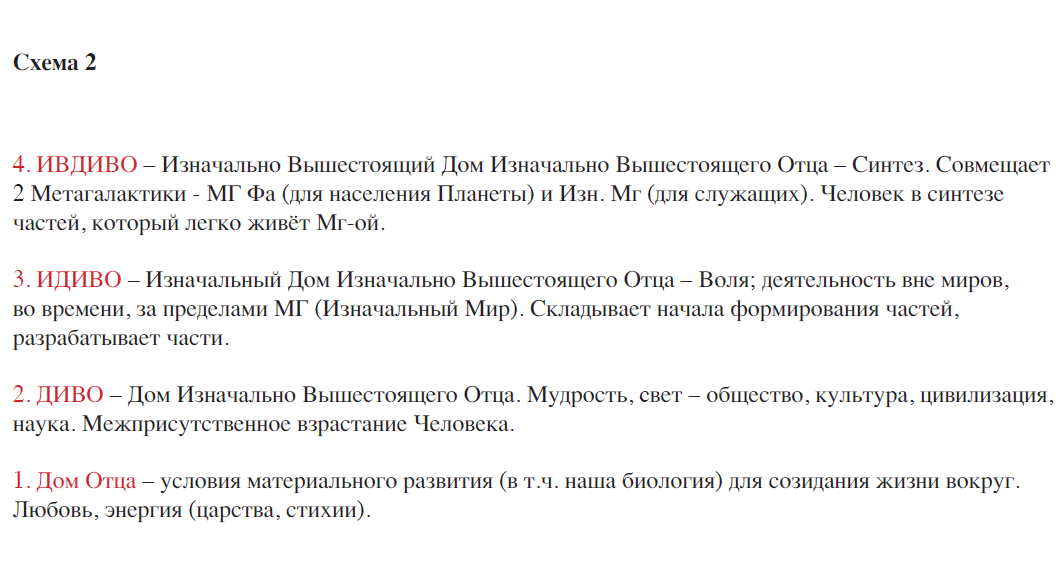 Схема 2
4. ИВДИВО – Изначально Вышестоящий Дом Изначально Вышестоящего Отца – Синтез. Совмещает
2 Метагалактики - МГ Фа (для населения Планеты) и Изн. Мг (для служащих). Человек в синтезе
частей, который легко живёт Мг-ой.
3. ИДИВО – Изначальный Дом Изначально Вышестоящего Отца – Воля; деятельность вне миров,
во времени, за пределами МГ (Изначальный Мир). Складывает начала формирования частей,
разрабатывает части.
2. ДИВО – Дом Изначально Вышестоящего Отца. Мудрость, свет – общество, культура, цивилизация,
наука. Межприсутственное взрастание Человека.
1. Дом Отца – условия материального развития (в т.ч. наша биология) для созидания жизни вокруг.
Любовь, энергия (царства, стихии).